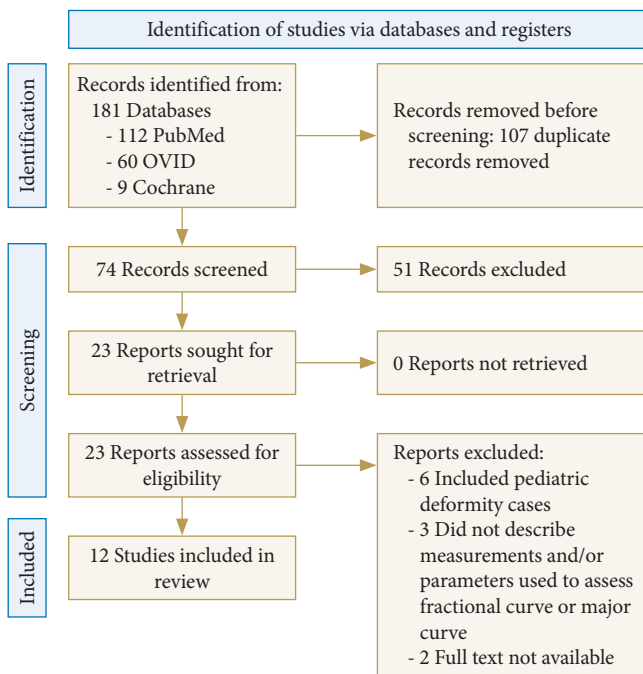 Identification of studies via databases and registers
Identification
Records identified from:
181 Databases
- 112 PubMed
- 60 OVID
- 9 Cochrane
Records removed before
screening: 107 duplicate
records removed
Screening
74 Records screened
51 Records excluded
23 Reports sought for
retrieval
0 Reports not retrieved
23 Reports assessed for
eligibility
Reports excluded:
- 6 Included pediatric
deformity cases
- 3 Did not describe
measurements and/or
parameters used to assess
fractional curve or major
curve
- 2 Full text not available
Included
12 Studies included in
review